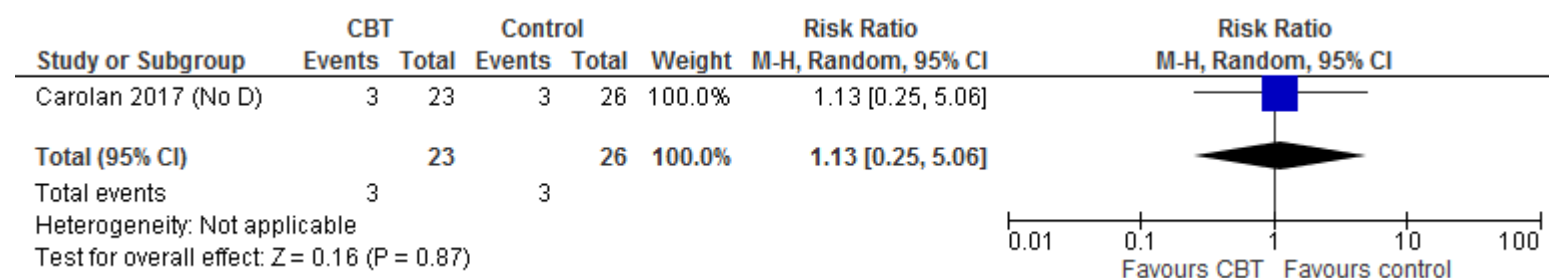 CBT Control Risk Ratio Risk Ratio
Study or Subgroup Events Total Events Total Weight M-H, Random, 95% CI M-H, Random, 95% CI
Carolan 2017 (No D) 3 23 3 26 100.0% 1.13 [0.25, 5.06]
Total (95% CI) 23 26 100.0% 1.13 [0.25, 5.06]
Total events 3 3
Heterogeneity: Not applicable
Test for overall effect: Z = 0.16 (P = 0.87)
0.01 0.1 1 10 100
Favours CBT Favours control